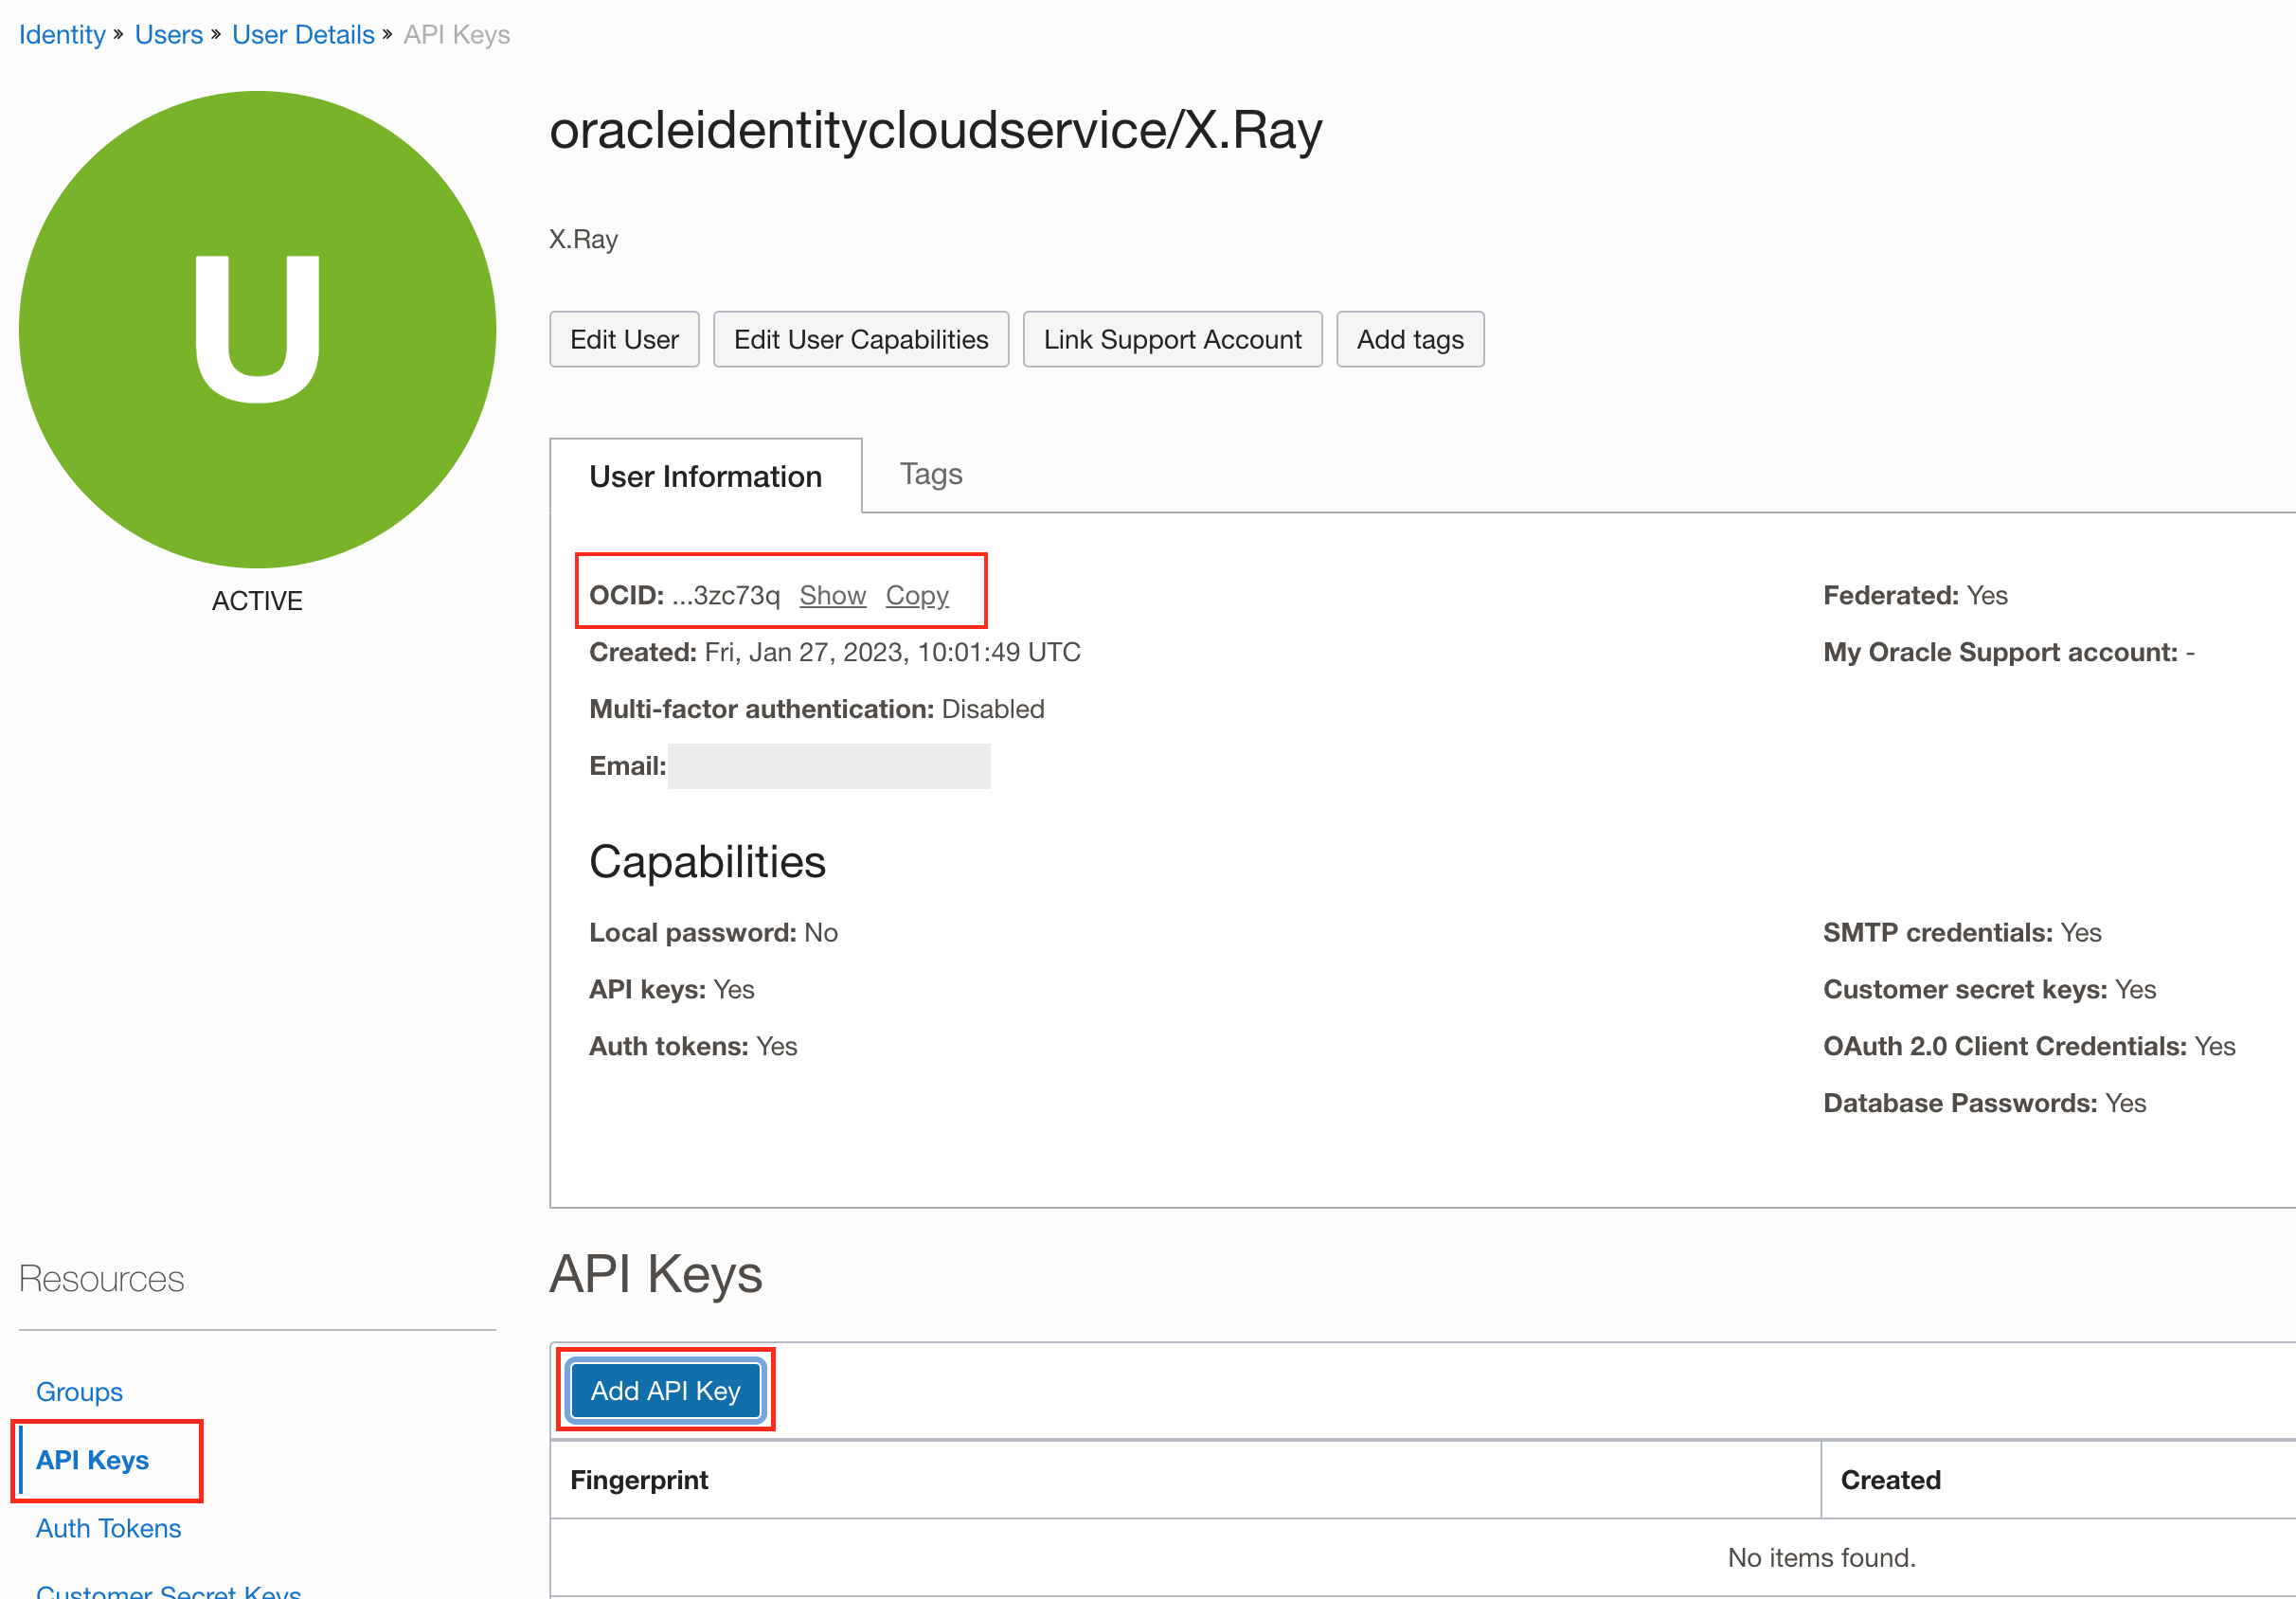 Identity » Users » User Details » API Keys
U
ACTIVE
oracleidentitycloudservice/X.Ray
X.Ray
Edit User Edit User Capabilities Link Support Account Add tags
User Information Tags
OCID: ...3zc73q Show Copy Federated: Yes
Created: Fri, Jan 27, 2023, 10:01:49 UTC My Oracle Support account: -
Multi-factor authentication: Disabled
Email:
Capabilities
Local password: No SMTP credentials: Yes
API keys: Yes Customer secret keys: Yes
Auth tokens: Yes OAuth 2.0 Client Credentials: Yes
Database Passwords: Yes
Resources
Groups
API Keys
Auth Tokens
Customer Secret Keys
API Keys
Add API Key
Fingerprint Created
No items found.